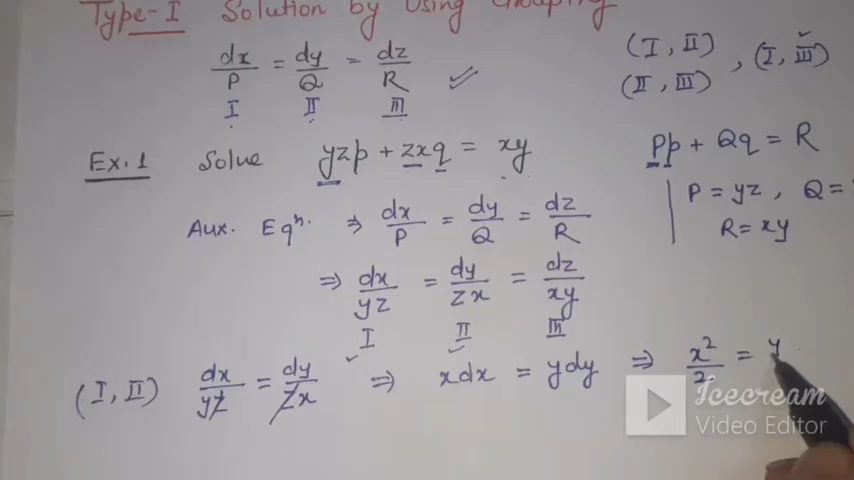 Type-I Solution by Using Grouping
dx/P = dy/Q = dz/R
I II III
(I, II), (I, III)
(II, III)
Ex.1 Solve yzp + zxq = xy
Pp + Qq = R
P = yz, Q =
R = xy
Aux. Eqn. ⇒ dx/P = dy/Q = dz/R
⇒ dx/yz = dy/zx = dz/xy
I II III
(I, II) dx/yz = dy/zx ⇒ xdx = ydy ⇒ x²/2 = y
Icecream
Video Editor